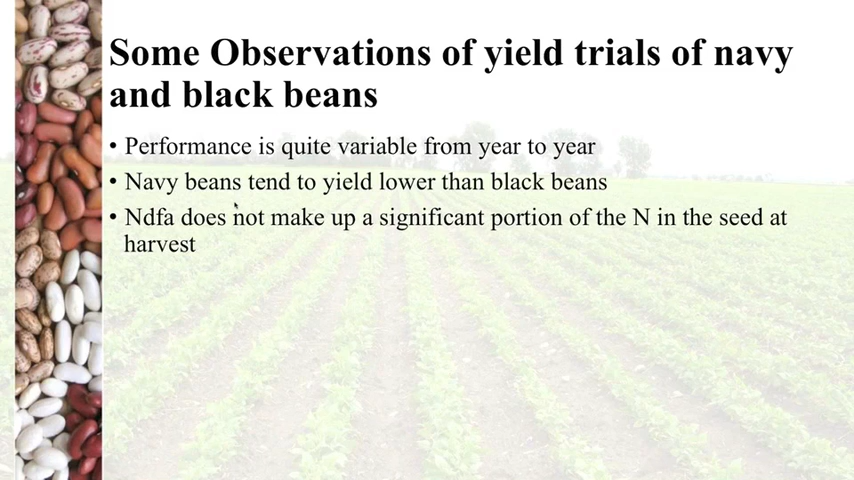 Some Observations of yield trials of navy
and black beans
• Performance is quite variable from year to year
• Navy beans tend to yield lower than black beans
• Ndfa does not make up a significant portion of the N in the seed at
harvest